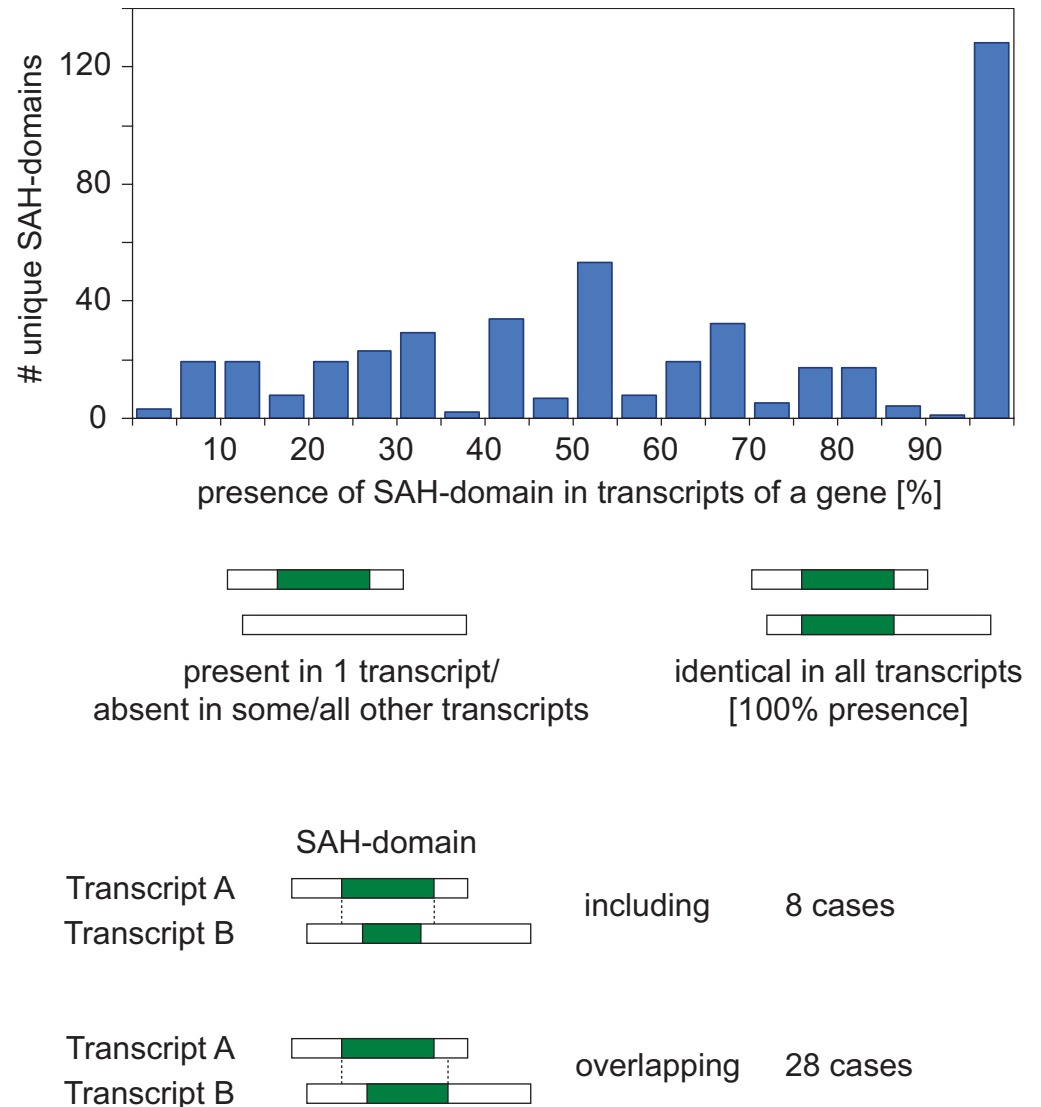 # unique SAH-domains
120
80
40
0
10 20 30 40 50 60 70 80 90
presence of SAH-domain in transcripts of a gene [%]
present in 1 transcript/
absent in some/all other transcripts
identical in all transcripts
[100% presence]
SAH-domain
Transcript A
Transcript B
including 8 cases
Transcript A
Transcript B
overlapping 28 cases